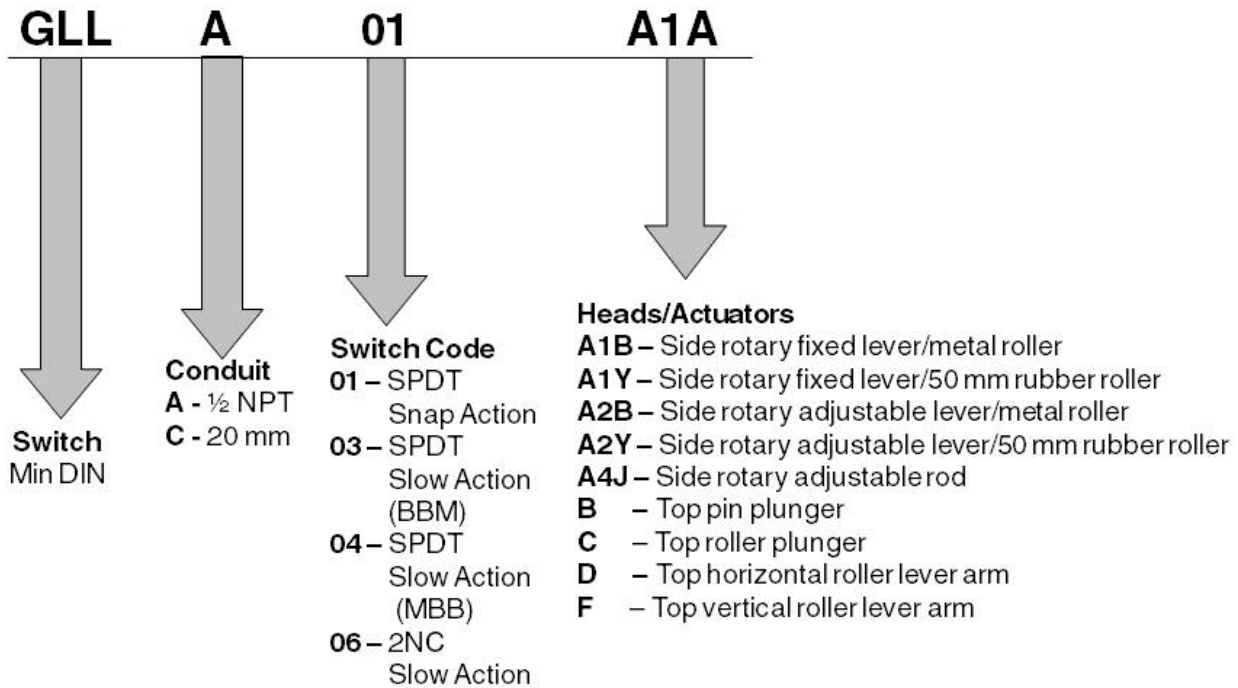 GLL A 01 A1A
Switch
Min DIN
Conduit
A - ½ NPT
C - 20 mm
Switch Code
01 – SPDT
Snap Action
03 – SPDT
Slow Action
(BBM)
04 – SPDT
Slow Action
(MBB)
06 – 2NC
Slow Action
Heads/Actuators
A1B – Side rotary fixed lever/metal roller
A1Y – Side rotary fixed lever/50 mm rubber roller
A2B – Side rotary adjustable lever/metal roller
A2Y – Side rotary adjustable lever/50 mm rubber roller
A4J – Side rotary adjustable rod
B – Top pin plunger
C – Top roller plunger
D – Top horizontal roller lever arm
F – Top vertical roller lever arm